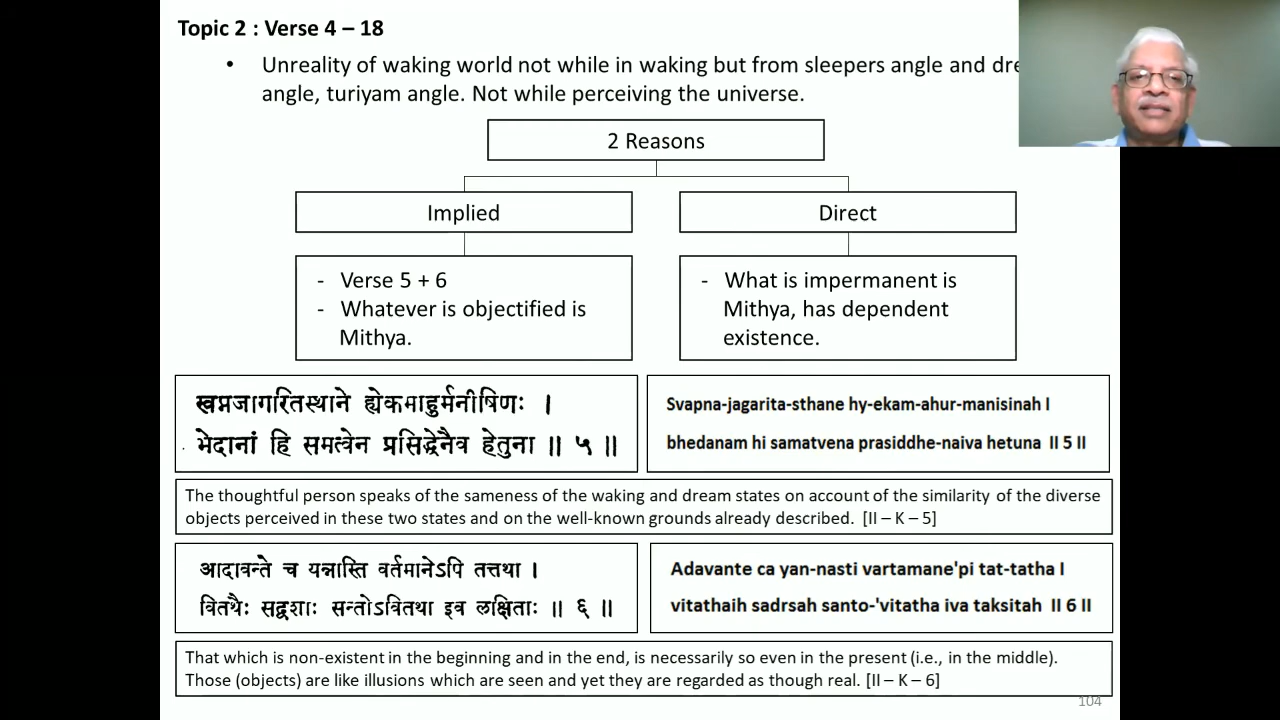 Topic 2 : Verse 4 – 18
• Unreality of waking world not while in waking but from sleepers angle and
angle, turiyam angle. Not while perceiving the universe.
2 Reasons
Implied
Direct
- Verse 5 + 6
- Whatever is objectified is
Mithya.
- What is impermanent is
Mithya, has dependent
existence.
स्वप्नजागरितस्थाने ह्येकमाहुर्मनीषिणः ।
भेदानां हि समत्वेन प्रसिद्धेनैव हेतुना ॥ ५ ॥
Svapna-jagarita-sthane hy-ekam-ahur-manisinah I
bhedanam hi samatvena prasiddhe-naiva hetuna II 5 II
The thoughtful person speaks of the sameness of the waking and dream states on account of the similarity of the diverse
objects perceived in these two states and on the well-known grounds already described. [II – K – 5]
आदावन्ते च यन्नास्ति वर्तमानेऽपि तत्तथा ।
वितथैः सदृशाः सन्तोऽवितथा इव लक्षिताः ॥ ६ ॥
Adavante ca yan-nasti vartamane'pi tat-tatha I
vitathaih sadrsah santo-'vitatha iva taksitah II 6 II
That which is non-existent in the beginning and in the end, is necessarily so even in the present (i.e., in the middle).
Those (objects) are like illusions which are seen and yet they are regarded as though real. [II – K – 6]
104